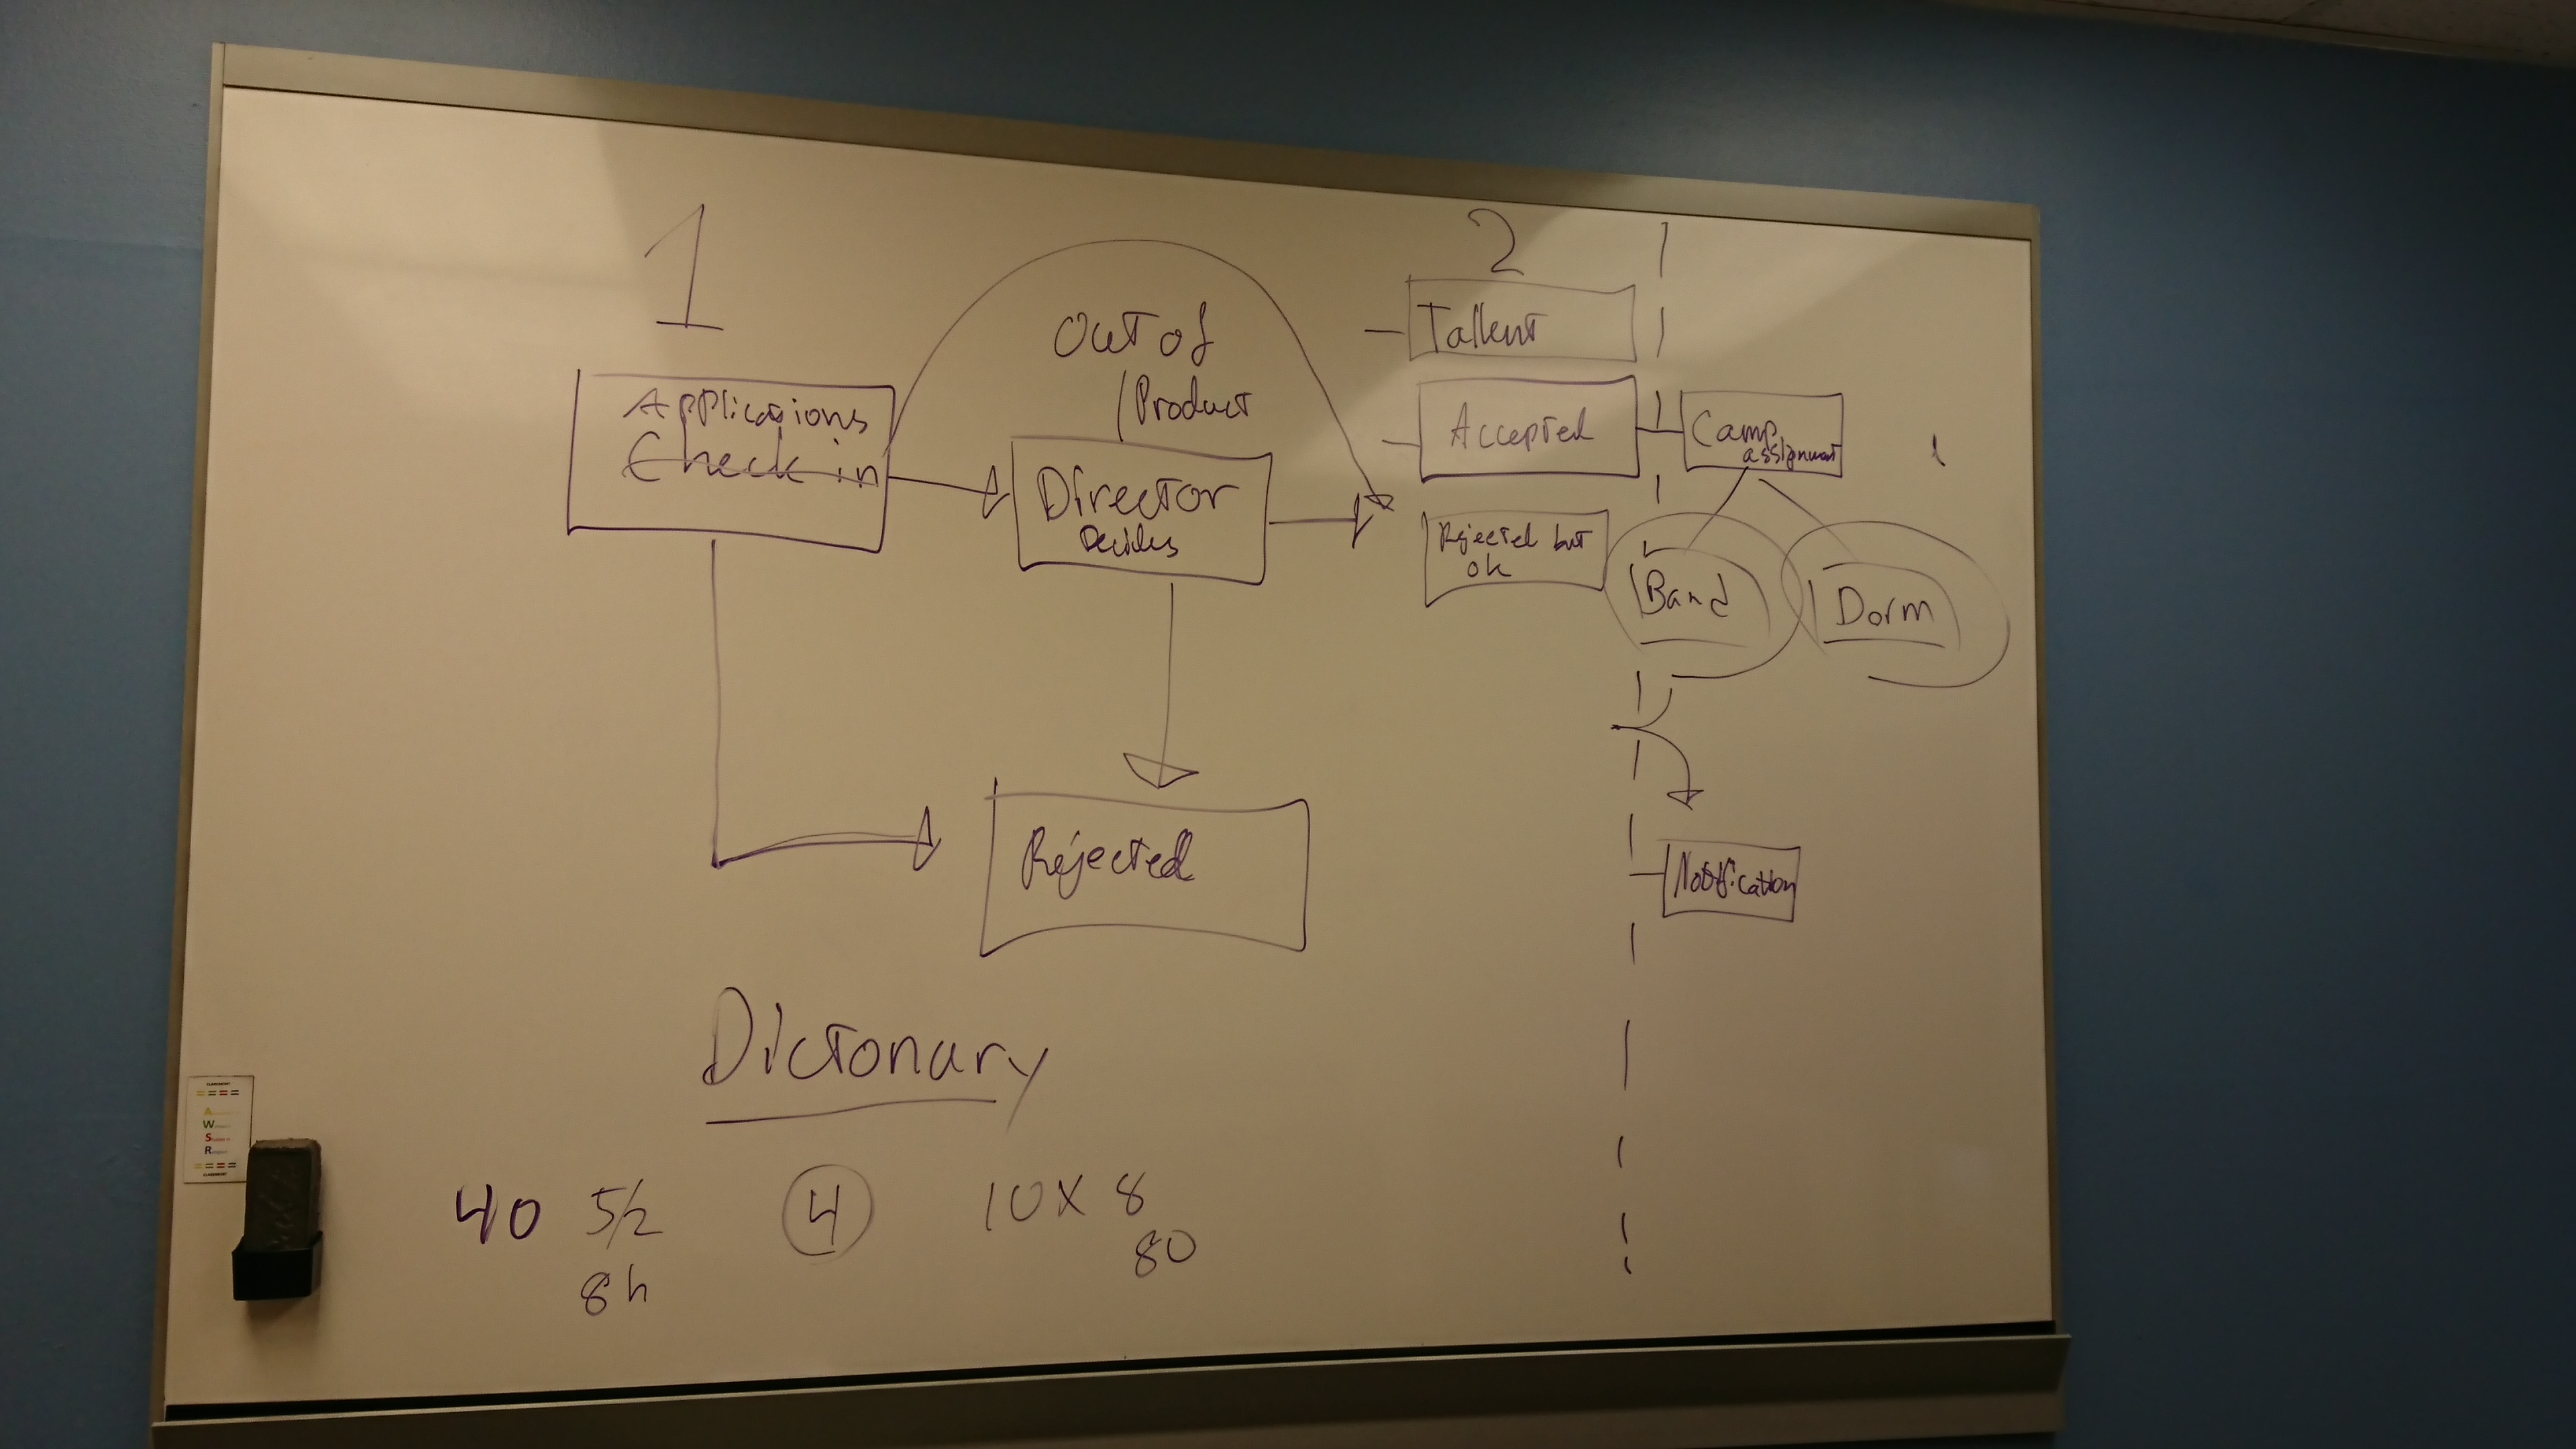 1
2
Out of
Product
Tallent
Applications
Check in
Accepted
Camp
assignment
Director
Decides
Rejected but
ok
Band
Dorm
Rejected
Notification
Dictonary
40 5/2
8h
4
10 X 8
80
CLAREMONT
A
W
S
R
CLAREMONT